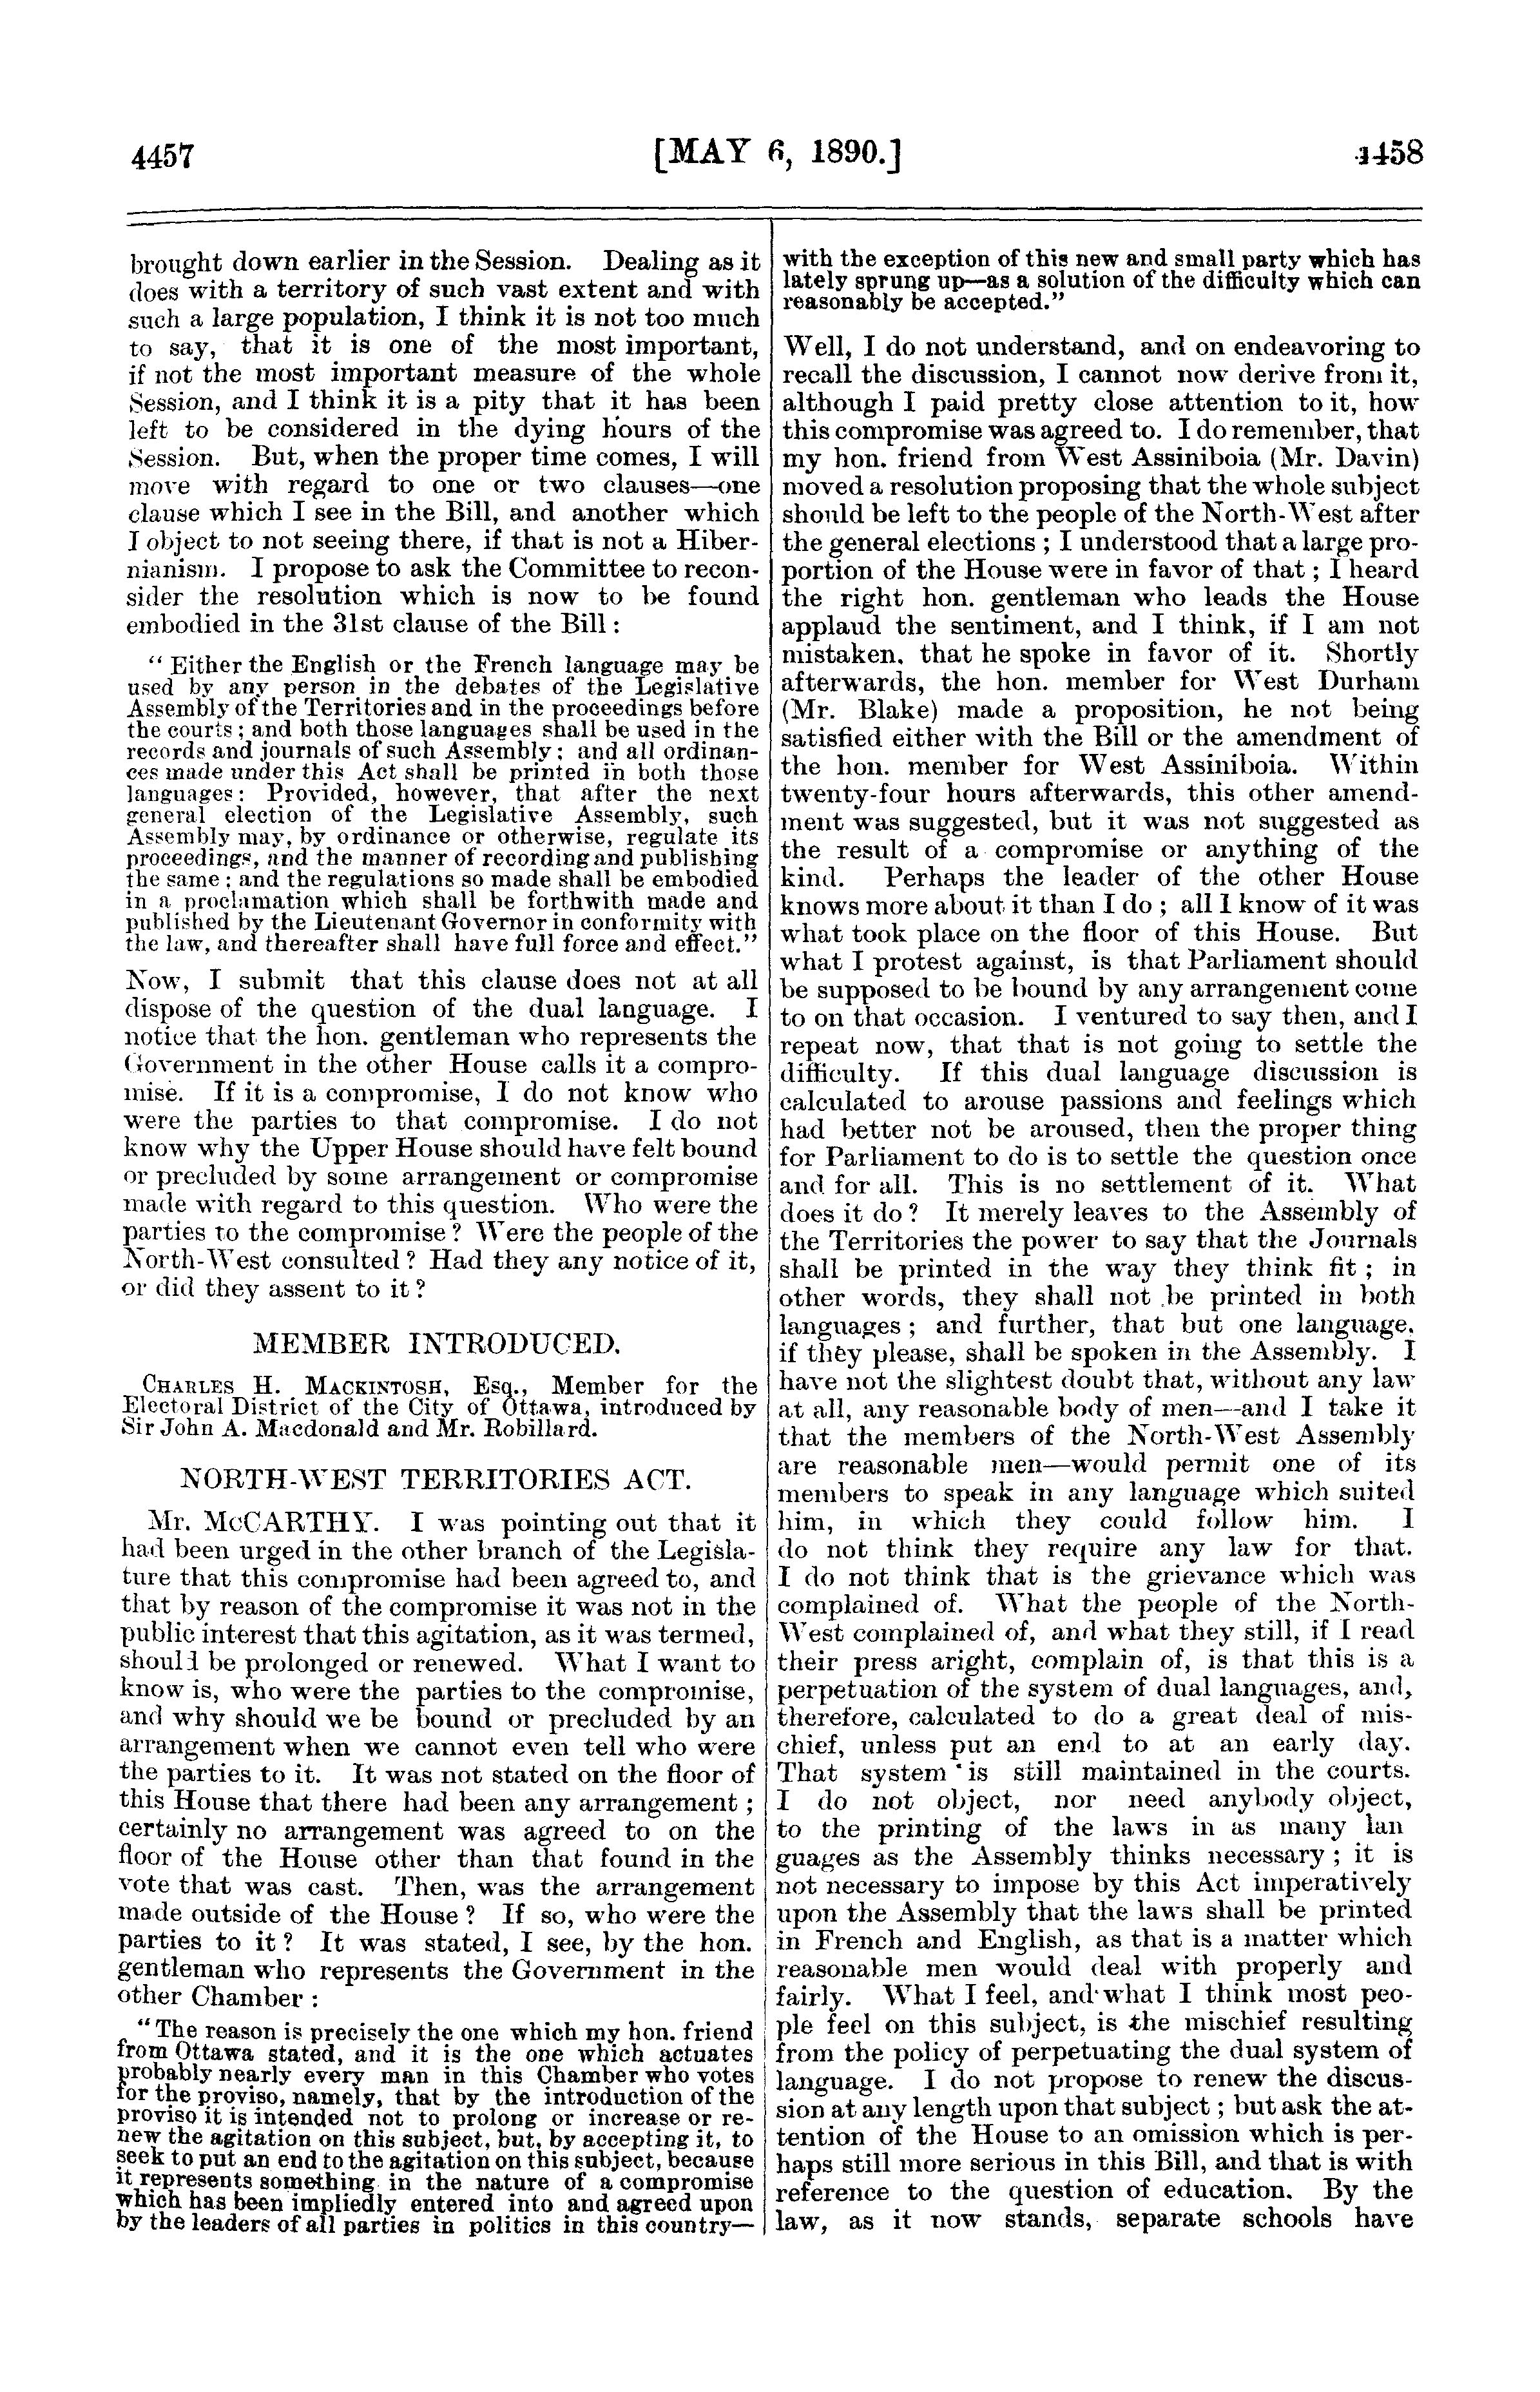 4457
[MAY 6, 1890.]
4458
brought down earlier in the Session. Dealing as it
does with a territory of such vast extent and with
such a large population, I think it is not too much
to say, that it is one of the most important,
if not the most important measure of the whole
Session, and I think it is a pity that it has been
left to be considered in the dying hours of the
Session. But, when the proper time comes, I will
move with regard to one or two clauses—one
clause which I see in the Bill, and another which
I object to not seeing there, if that is not a Hiber-
nianism. I propose to ask the Committee to recon-
sider the resolution which is now to be found
embodied in the 31st clause of the Bill :
" Either the English or the French language may be
used by any person in the debates of the Legislative
Assembly of the Territories and in the proceedings before
the courts ; and both those languages shall be used in the
records and journals of such Assembly ; and all ordinan-
ces made under this Act shall be printed in both those
languages: Provided, however, that after the next
general election of the Legislative Assembly, such
Assembly may, by ordinance or otherwise, regulate its
proceedings, and the manner of recording and publishing
the same ; and the regulations so made shall be embodied
in a proclamation which shall be forthwith made and
published by the Lieutenant Governor in conformity with
the law, and thereafter shall have full force and effect."
Now, I submit that this clause does not at all
dispose of the question of the dual language. I
notice that the hon. gentleman who represents the
Government in the other House calls it a compro-
mise. If it is a compromise, I do not know who
were the parties to that compromise. I do not
know why the Upper House should have felt bound
or precluded by some arrangement or compromise
made with regard to this question. Who were the
parties to the compromise ? Were the people of the
North-West consulted ? Had they any notice of it,
or did they assent to it ?
MEMBER INTRODUCED.
CHARLES H. MACKINTOSH, Esq., Member for the
Electoral District of the City of Ottawa, introduced by
Sir John A. Macdonald and Mr. Robillard.
NORTH-WEST TERRITORIES ACT.
Mr. McCARTHY. I was pointing out that it
had been urged in the other branch of the Legisla-
ture that this compromise had been agreed to, and
that by reason of the compromise it was not in the
public interest that this agitation, as it was termed,
should be prolonged or renewed. What I want to
know is, who were the parties to the compromise,
and why should we be bound or precluded by an
arrangement when we cannot even tell who were
the parties to it. It was not stated on the floor of
this House that there had been any arrangement ;
certainly no arrangement was agreed to on the
floor of the House other than that found in the
vote that was cast. Then, was the arrangement
made outside of the House ? If so, who were the
parties to it ? It was stated, I see, by the hon.
gentleman who represents the Government in the
other Chamber :
" The reason is precisely the one which my hon. friend
from Ottawa stated, and it is the one which actuates
probably nearly every man in this Chamber who votes
for the proviso, namely, that by the introduction of the
proviso it is intended not to prolong or increase or re-
new the agitation on this subject, but, by accepting it, to
seek to put an end to the agitation on this subject, because
it represents something in the nature of a compromise
which has been impliedly entered into and agreed upon
by the leaders of all parties in politics in this country—
with the exception of this new and small party which has
lately sprung up—as a solution of the difficulty which can
reasonably be accepted."
Well, I do not understand, and on endeavoring to
recall the discussion, I cannot now derive from it,
although I paid pretty close attention to it, how
this compromise was agreed to. I do remember, that
my hon. friend from West Assiniboia (Mr. Davin)
moved a resolution proposing that the whole subject
should be left to the people of the North-West after
the general elections ; I understood that a large pro-
portion of the House were in favor of that ; I heard
the right hon. gentleman who leads the House
applaud the sentiment, and I think, if I am not
mistaken, that he spoke in favor of it. Shortly
afterwards, the hon. member for West Durham
(Mr. Blake) made a proposition, he not being
satisfied either with the Bill or the amendment of
the hon. member for West Assiniboia. Within
twenty-four hours afterwards, this other amend-
ment was suggested, but it was not suggested as
the result of a compromise or anything of the
kind. Perhaps the leader of the other House
knows more about it than I do ; all I know of it was
what took place on the floor of this House. But
what I protest against, is that Parliament should
be supposed to be bound by any arrangement come
to on that occasion. I ventured to say then, and I
repeat now, that that is not going to settle the
difficulty. If this dual language discussion is
calculated to arouse passions and feelings which
had better not be aroused, then the proper thing
for Parliament to do is to settle the question once
and for all. This is no settlement of it. What
does it do ? It merely leaves to the Assembly of
the Territories the power to say that the Journals
shall be printed in the way they think fit ; in
other words, they shall not be printed in both
languages ; and further, that but one language,
if they please, shall be spoken in the Assembly. I
have not the slightest doubt that, without any law
at all, any reasonable body of men—and I take it
that the members of the North-West Assembly
are reasonable men—would permit one of its
members to speak in any language which suited
him, in which they could follow him. I
do not think they require any law for that.
I do not think that is the grievance which was
complained of. What the people of the North-
West complained of, and what they still, if I read
their press aright, complain of, is that this is a
perpetuation of the system of dual languages, and,
therefore, calculated to do a great deal of mis-
chief, unless put an end to at an early day.
That system is still maintained in the courts.
I do not object, nor need anybody object,
to the printing of the laws in as many lan
guages as the Assembly thinks necessary ; it is
not necessary to impose by this Act imperatively
upon the Assembly that the laws shall be printed
in French and English, as that is a matter which
reasonable men would deal with properly and
fairly. What I feel, and what I think most peo-
ple feel on this subject, is the mischief resulting
from the policy of perpetuating the dual system of
language. I do not propose to renew the discus-
sion at any length upon that subject ; but ask the at-
tention of the House to an omission which is per-
haps still more serious in this Bill, and that is with
reference to the question of education. By the
law, as it now stands, separate schools have